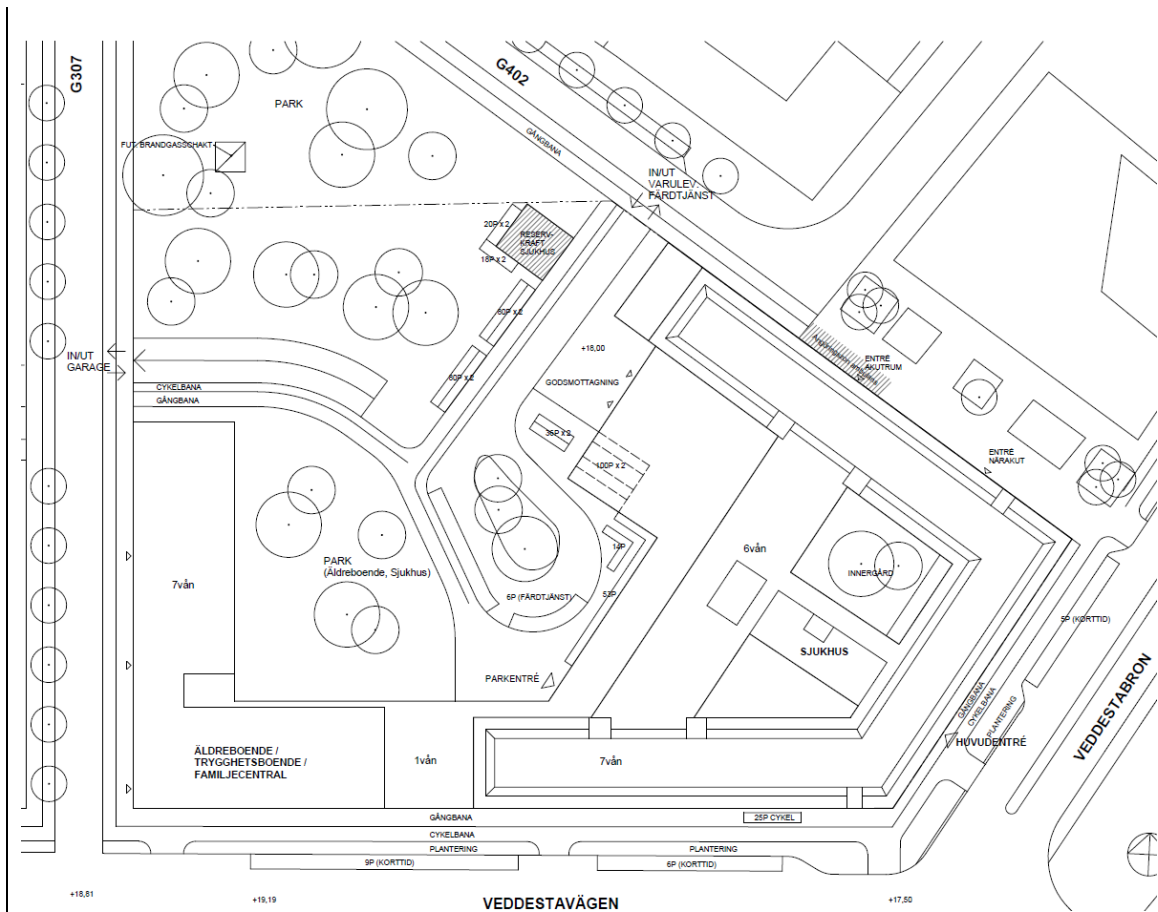 G307
G402
PARK
GÅNGBANA
FUT. BRANDGASSCHAKT
IN/UT
VARULEV.
FÄRDTJÄNST
20P x 2
RESERV-
KRAFT
SJUKHUS
18P x 2
60P x 2
+18,00
IN/UT
GARAGE
ENTRÉ
AKUTRUM
60P x 2
GODSMOTTAGNING
CYKELBANA
GÅNGBANA
36P x 2
100P x 2
ENTRÉ
NÄRAKUT
14P
6vån
PARK
(Äldreboende, Sjukhus)
INNERGÅRD
7vån
6P (FÄRDTJÄNST)
53P
5P (KORTTID)
SJUKHUS
PARKENTRÉ
GÅNGBANA
CYKELBANA
PLANTERING
VEDDESTABRON
HUVUDENTRÉ
ÄLDREBOENDE /
TRYGGHETSBOENDE /
FAMILJECENTRAL
1vån
7vån
GÅNGBANA
25P CYKEL
CYKELBANA
PLANTERING
PLANTERING
9P (KORTTID)
6P (KORTTID)
+18,81
+19,19
VEDDESTAVÄGEN
+17,50